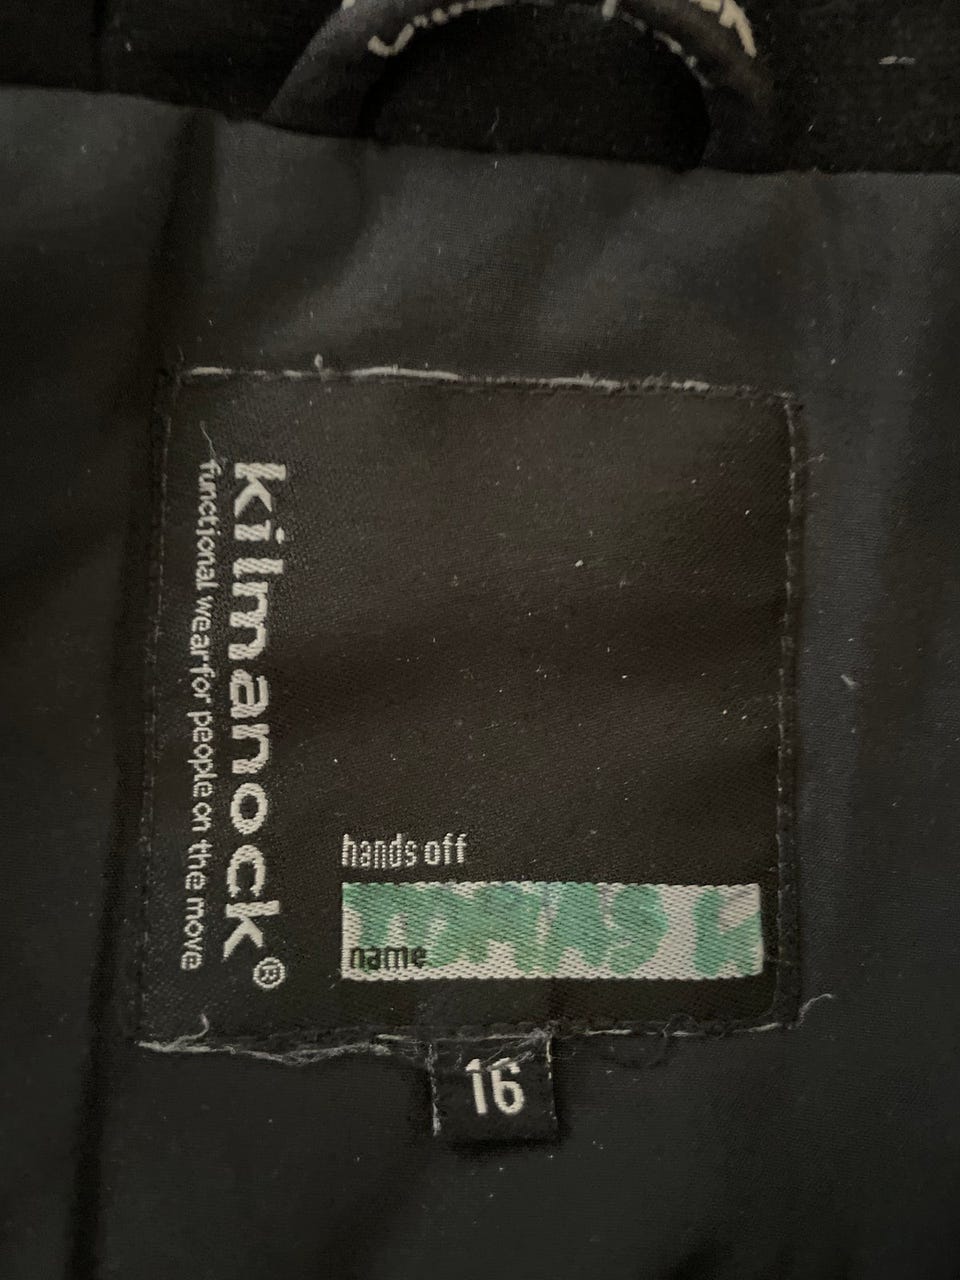 kilmanock®
functional wear for people on the move
hands off
name
16